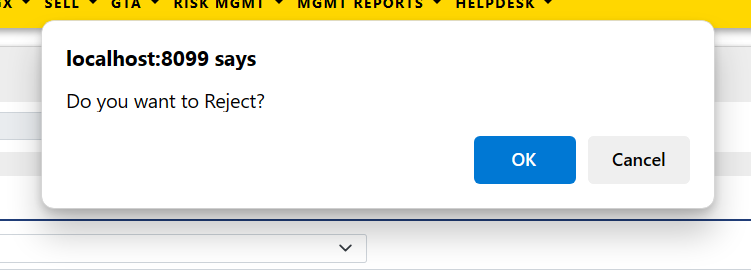 SELL GTA RISK MGMT MGMT REPORTS HELPDESK
localhost:8099 says
Do you want to Reject?
OK Cancel